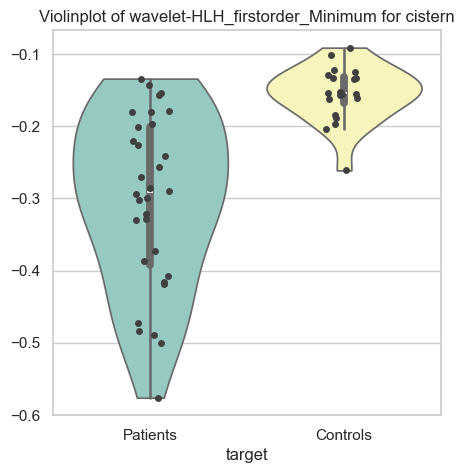 Violinplot of wavelet-HLH_firstorder_Minimum for cistern
−0.1
−0.2
−0.3
−0.4
−0.5
−0.6
Patients
Controls
target